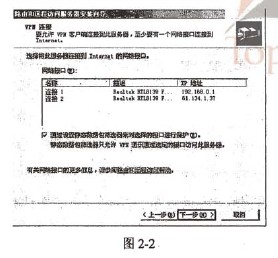 路由和远程访问服务器安装向导
VPN 连接
要允许 VPN 客户端连接到此服务器，至少要有一个网络接口连接到
Internet。
选择将此服务器连接到 Internet 的网络接口。
网络接口(W):
名称 描述 IP 地址
连接 1 Realtek RTL8139 F... 192.168.0.1
连接 2 Realtek RTL8139 F... 61.134.1.37
通过设置静态数据包筛选器来对选择的接口进行保护(E)。
静态数据包筛选器只允许 VPN 通讯通过选定的接口访问此服务器。
有关网络接口的更多信息，请参阅
<上一步(B) 下一步(N)> 取消
图 2-2